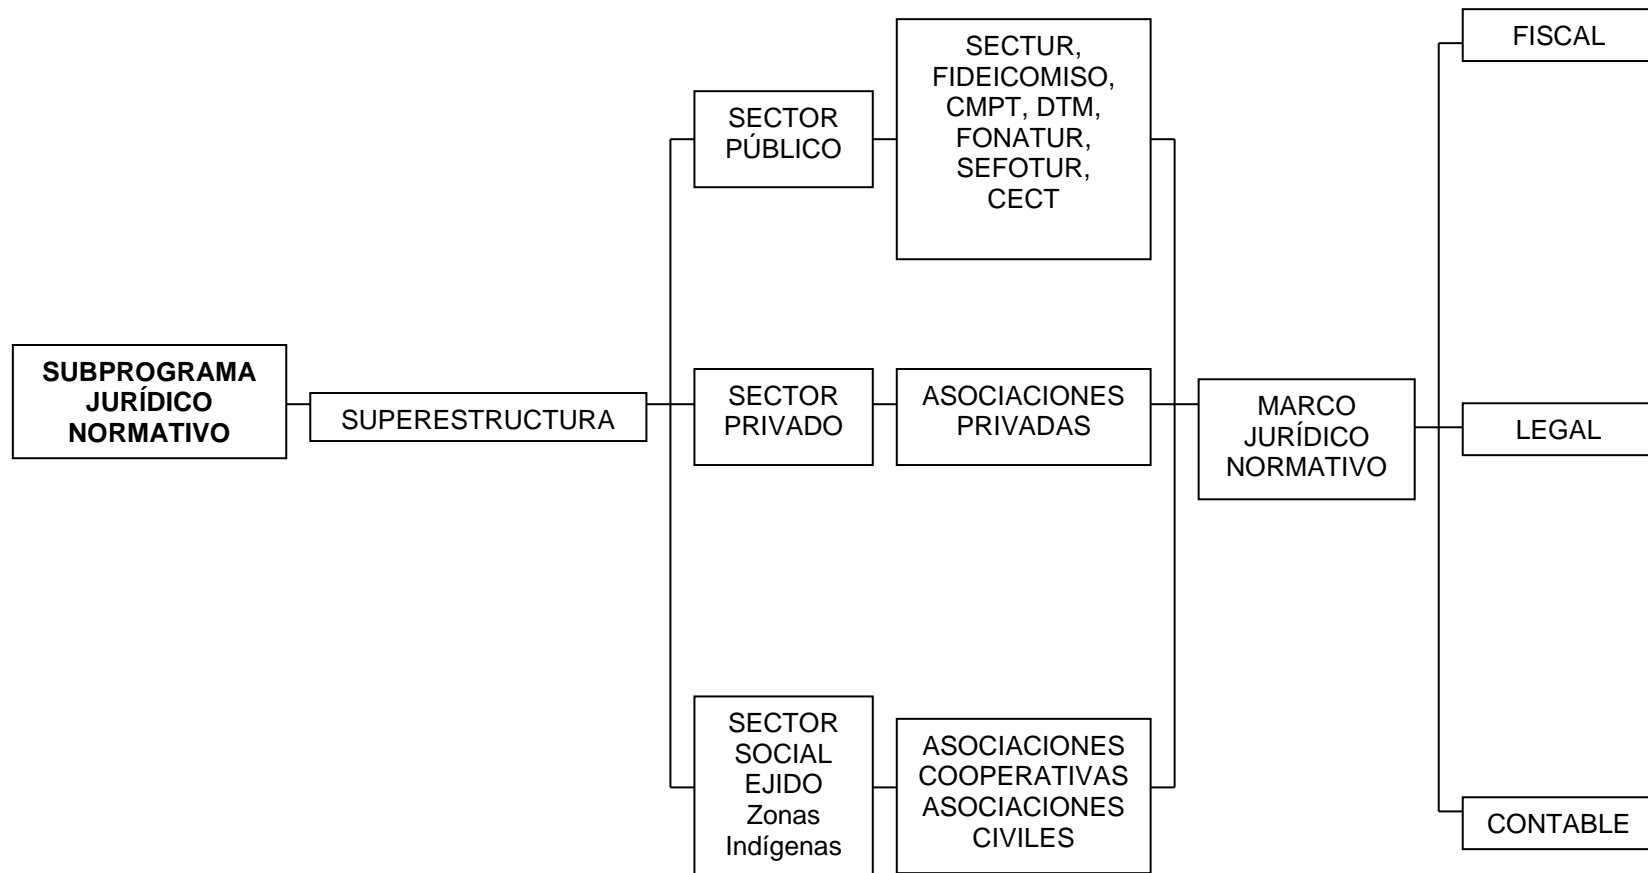 SUBPROGRAMA
JURÍDICO
NORMATIVO
SUPERESTRUCTURA
SECTOR
PÚBLICO
SECTUR,
FIDEICOMISO,
CMPT, DTM,
FONATUR,
SEFOTUR,
CECT
SECTOR
PRIVADO
ASOCIACIONES
PRIVADAS
SECTOR
SOCIAL
EJIDO
Zonas
Indígenas
ASOCIACIONES
COOPERATIVAS
ASOCIACIONES
CIVILES
MARCO
JURÍDICO
NORMATIVO
FISCAL
LEGAL
CONTABLE